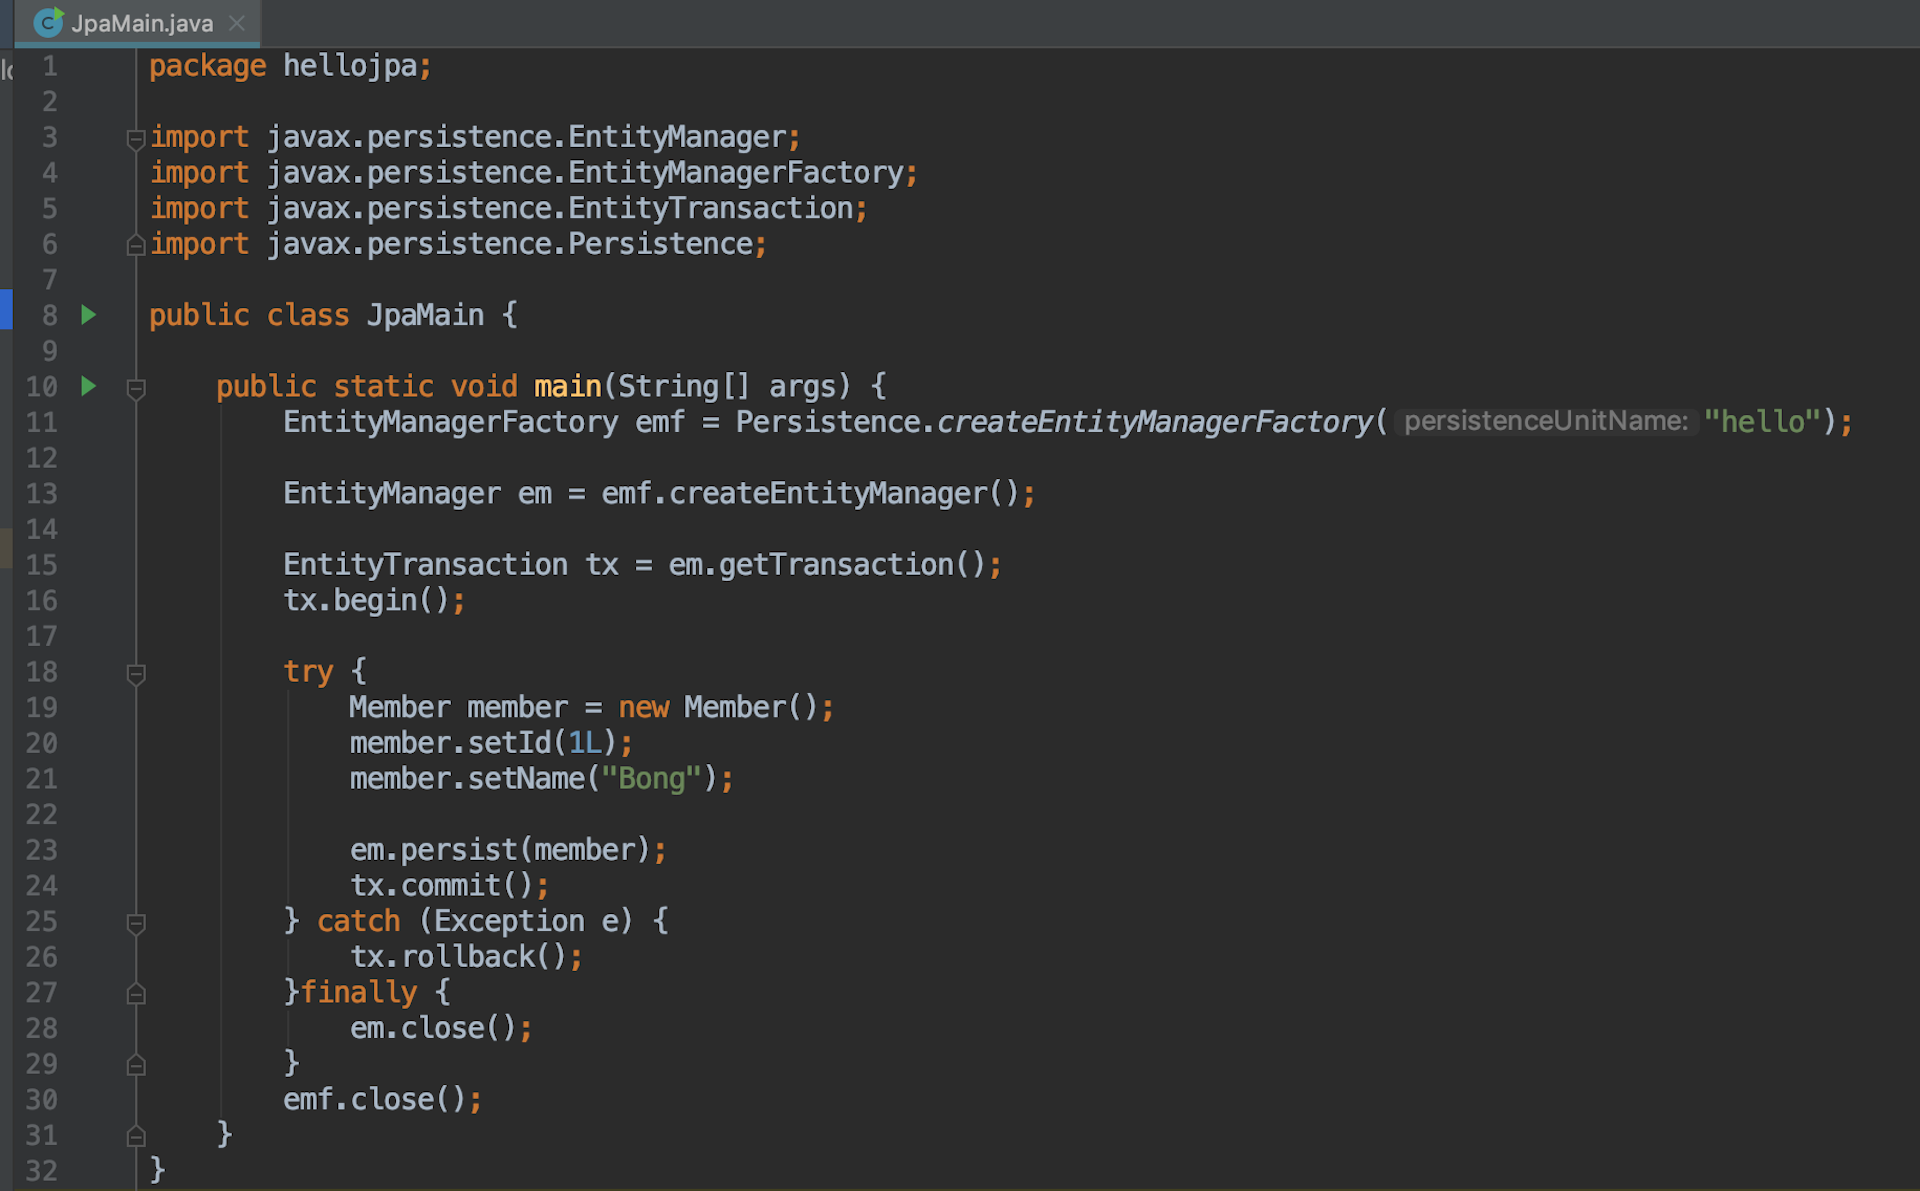 JpaMain.java
1 package hellojpa;
2
3 import javax.persistence.EntityManager;
4 import javax.persistence.EntityManagerFactory;
5 import javax.persistence.EntityTransaction;
6 import javax.persistence.Persistence;
7
8 public class JpaMain {
9
10 public static void main(String[] args) {
11 EntityManagerFactory emf = Persistence.createEntityManagerFactory( persistenceUnitName: "hello");
12
13 EntityManager em = emf.createEntityManager();
14
15 EntityTransaction tx = em.getTransaction();
16 tx.begin();
17
18 try {
19 Member member = new Member();
20 member.setId(1L);
21 member.setName("Bong");
22
23 em.persist(member);
24 tx.commit();
25 } catch (Exception e) {
26 tx.rollback();
27 }finally {
28 em.close();
29 }
30 emf.close();
31 }
32 }